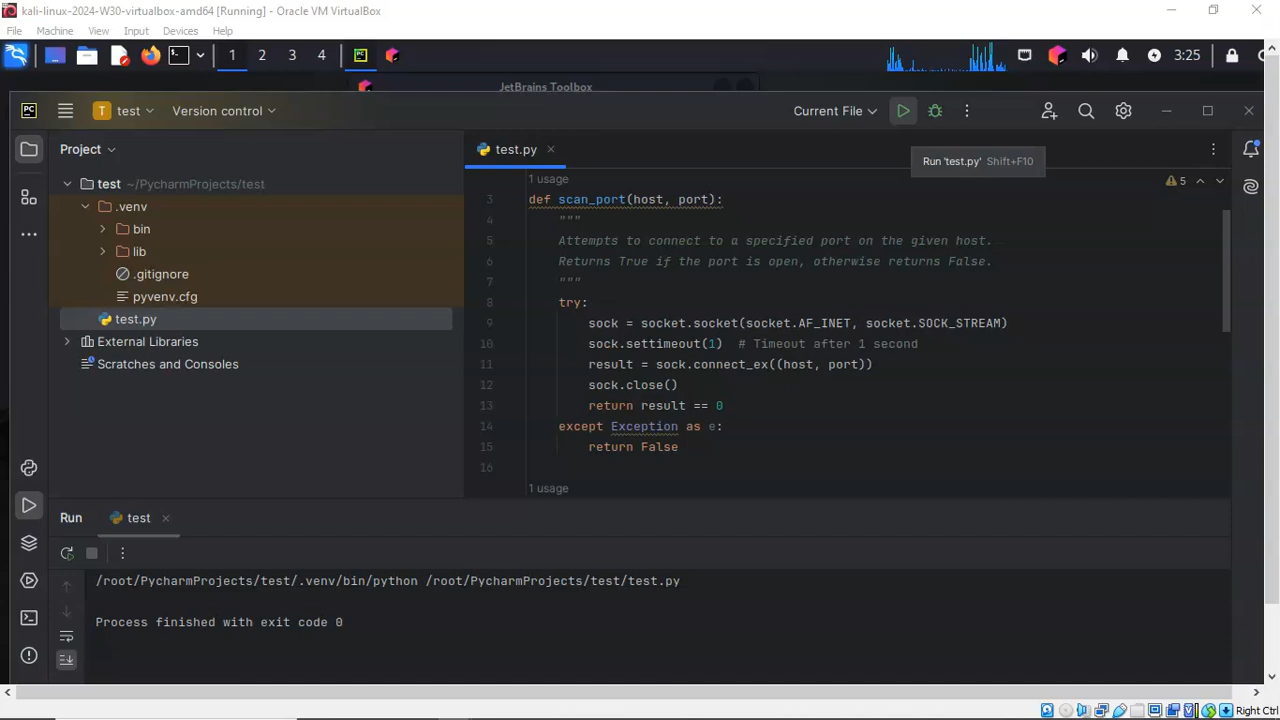 kali-linux-2024-W30-virtualbox-amd64 [Running] - Oracle VM VirtualBox
File Machine View Input Devices Help
1 2 3 4 3:25
JetBrains Toolbox
PC T test Version control Current File
Project
test.py
Run 'test.py' Shift+F10
test ~/PycharmProjects/test
.venv
bin
lib
.gitignore
pyvenv.cfg
test.py
External Libraries
Scratches and Consoles
5
1 usage
3 def scan_port(host, port):
4 """
5 Attempts to connect to a specified port on the given host.
6 Returns True if the port is open, otherwise returns False.
7 """
8 try:
9 sock = socket.socket(socket.AF_INET, socket.SOCK_STREAM)
10 sock.settimeout(1) # Timeout after 1 second
11 result = sock.connect_ex((host, port))
12 sock.close()
13 return result == 0
14 except Exception as e:
15 return False
16
1 usage
Run test
/root/PycharmProjects/test/.venv/bin/python /root/PycharmProjects/test/test.py
Process finished with exit code 0
Right Ctrl